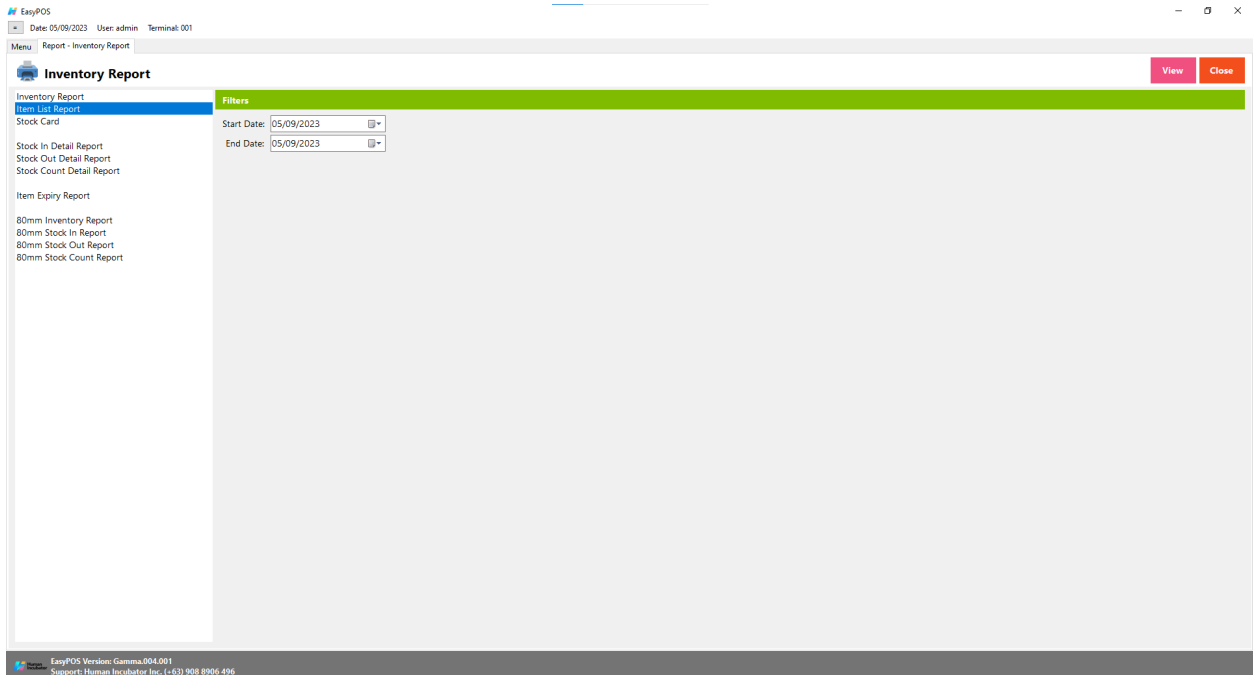 EasyPOS
Date: 05/09/2023 User: admin Terminal: 001
Menu Report - Inventory Report
Inventory Report
View Close
Inventory Report
Item List Report
Stock Card
Stock In Detail Report
Stock Out Detail Report
Stock Count Detail Report
Item Expiry Report
80mm Inventory Report
80mm Stock In Report
80mm Stock Out Report
80mm Stock Count Report
Filters
Start Date: 05/09/2023
End Date: 05/09/2023
Human Incubator
EasyPOS Version: Gamma.004.001
Support: Human Incubator Inc. (+63) 908 8906 496